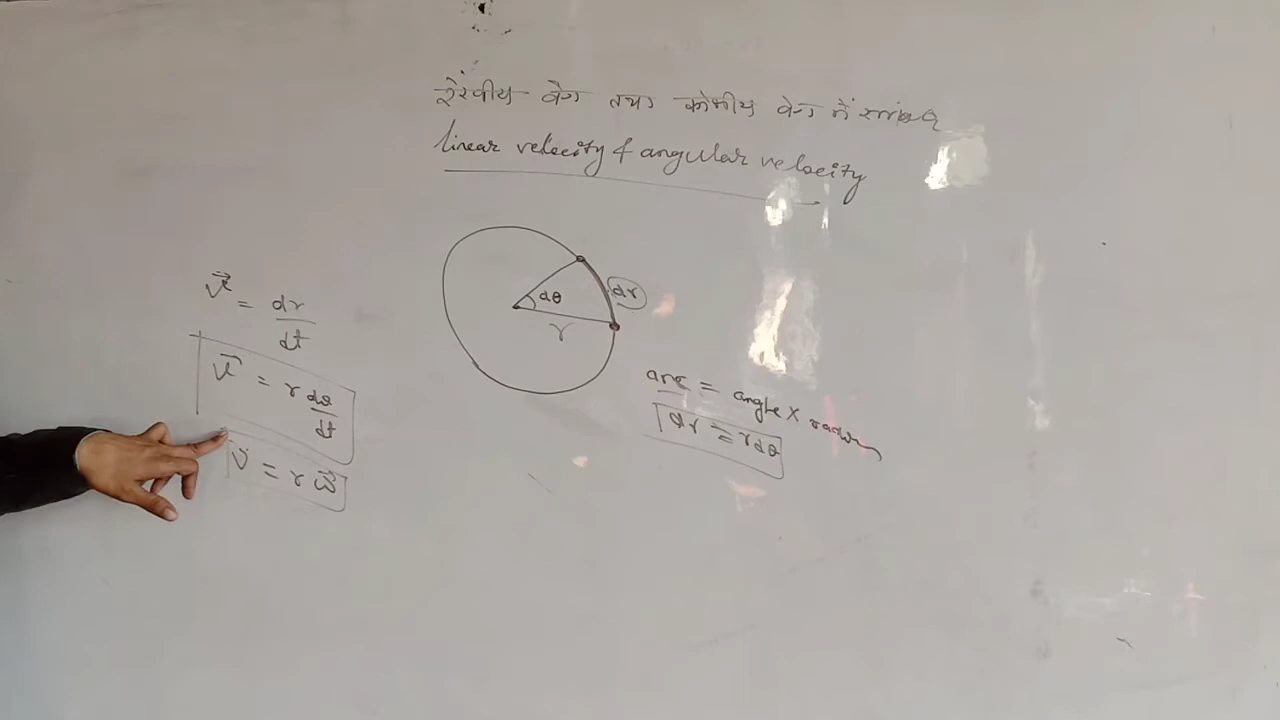 रेखीय वेग तथा कोणीय वेग में संबंध
linear velocity & angular velocity
dθ
dr
r
v⃗ = dr/dt
v⃗ = r dθ/dt
v⃗ = r ω⃗
arc = angle × radius
dr = r dθ